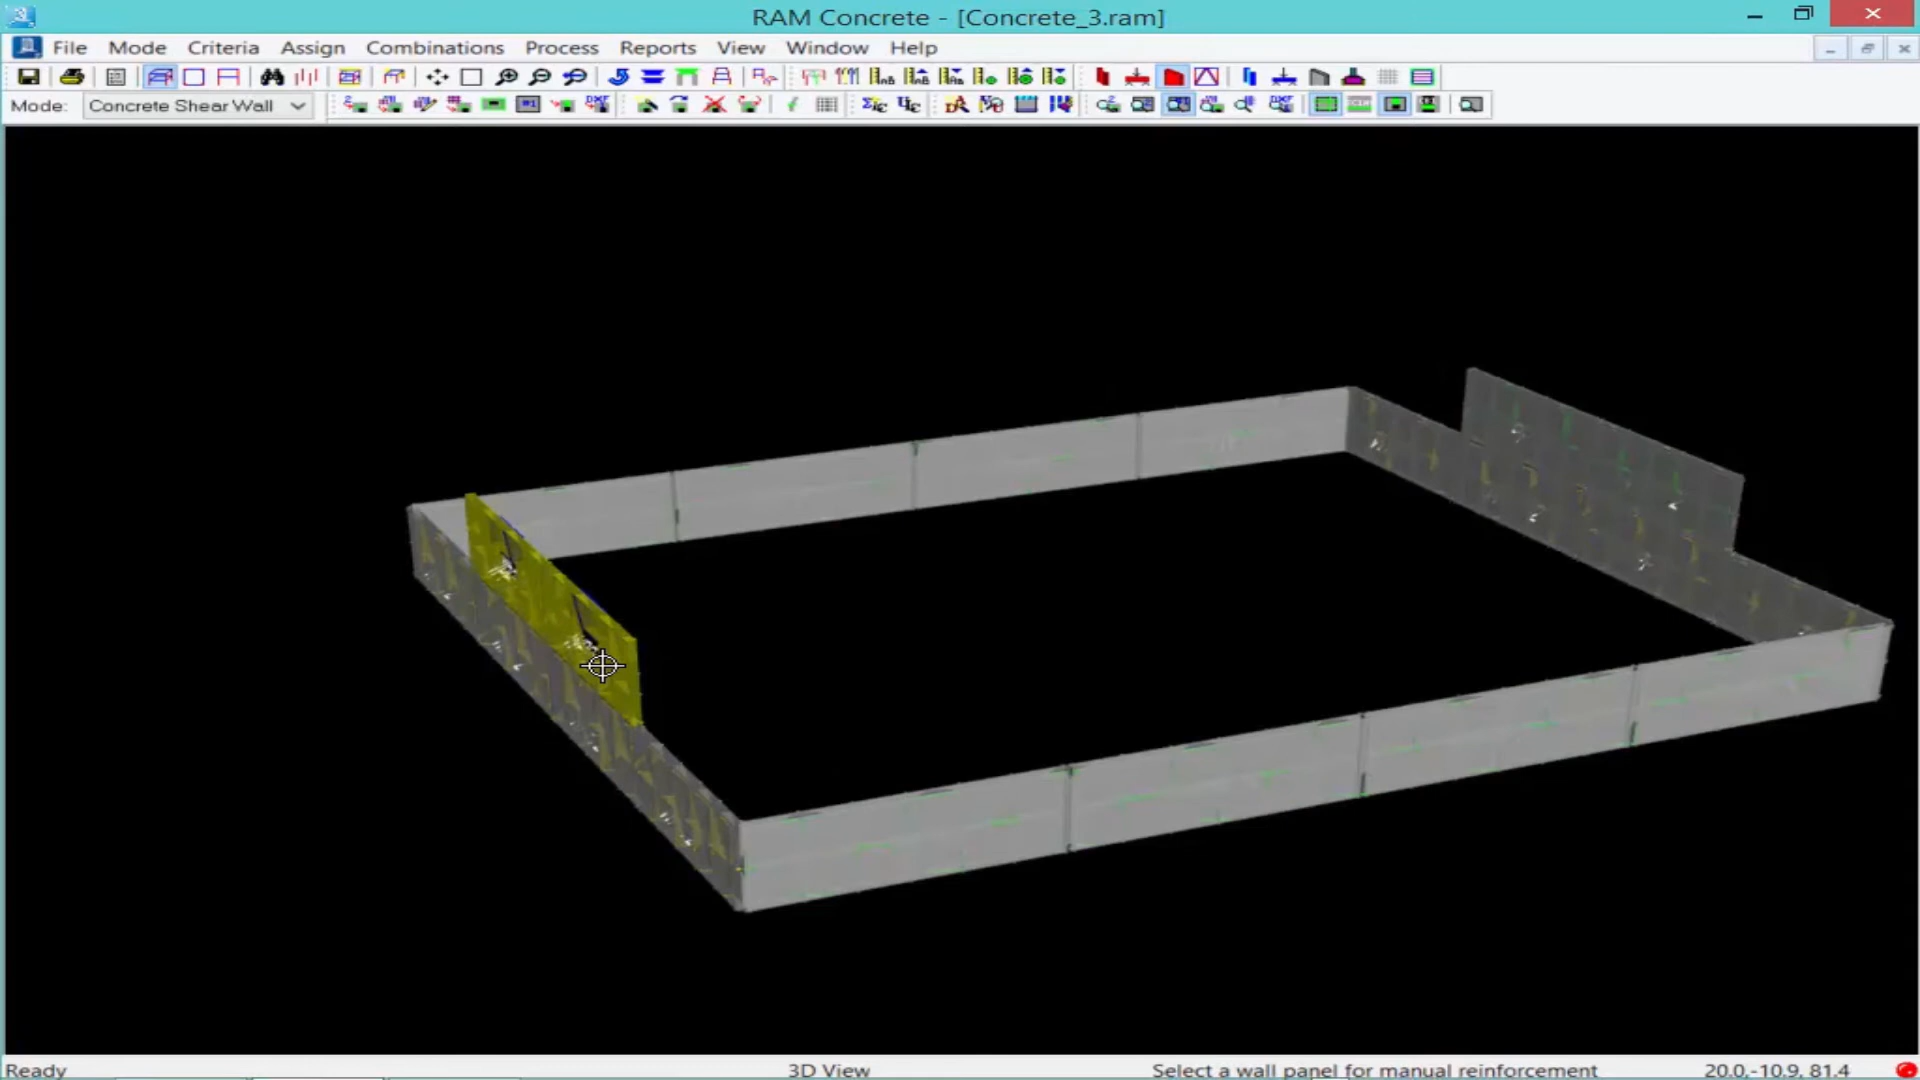 RAM Concrete - [Concrete_3.ram]
File Mode Criteria Assign Combinations Process Reports View Window Help
Mode: Concrete Shear Wall
Ready 3D View Select a wall panel for manual reinforcement 20.0,-10.9, 81.4